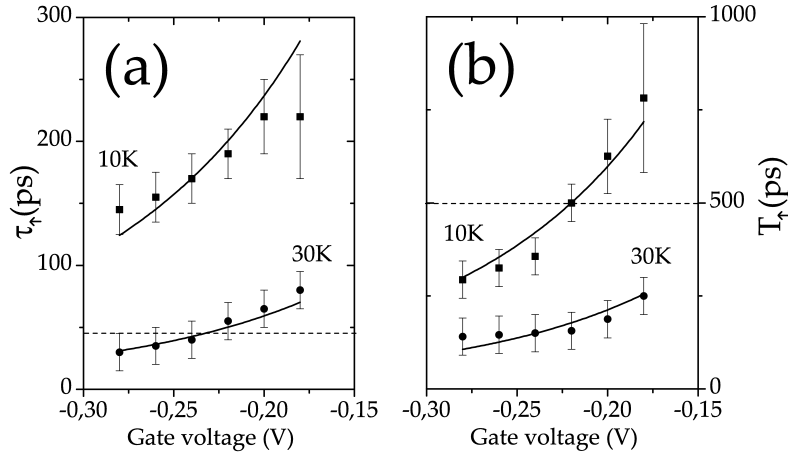 300
200
100
0
τ↑(ps)
(a)
10K
30K
-0,30
-0,25
-0,20
-0,15
Gate voltage (V)
(b)
10K
30K
1000
500
0
T↑(ps)
-0,30
-0,25
-0,20
-0,15
Gate voltage (V)